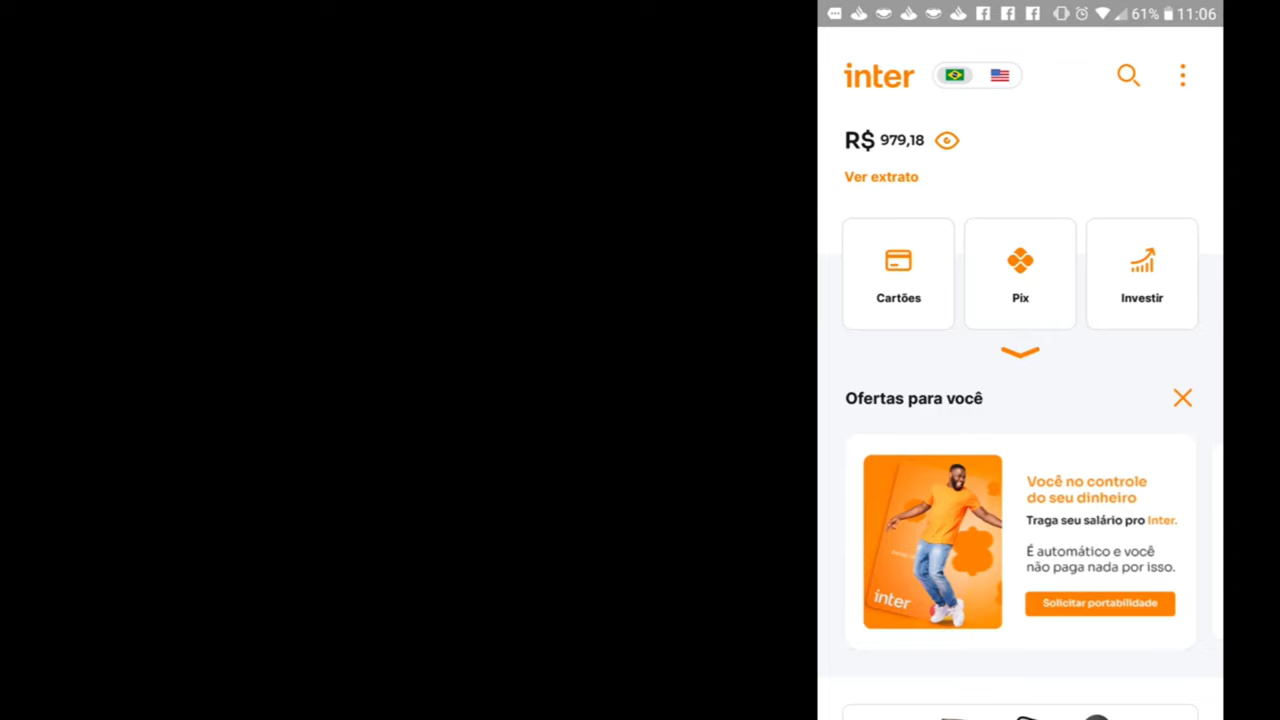 61% 11:06
inter
R$ 979,18
Ver extrato
Cartões
Pix
Investir
Ofertas para você
Você no controle
do seu dinheiro
Traga seu salário pro Inter.
É automático e você
não paga nada por isso.
Solicitar portabilidade
inter